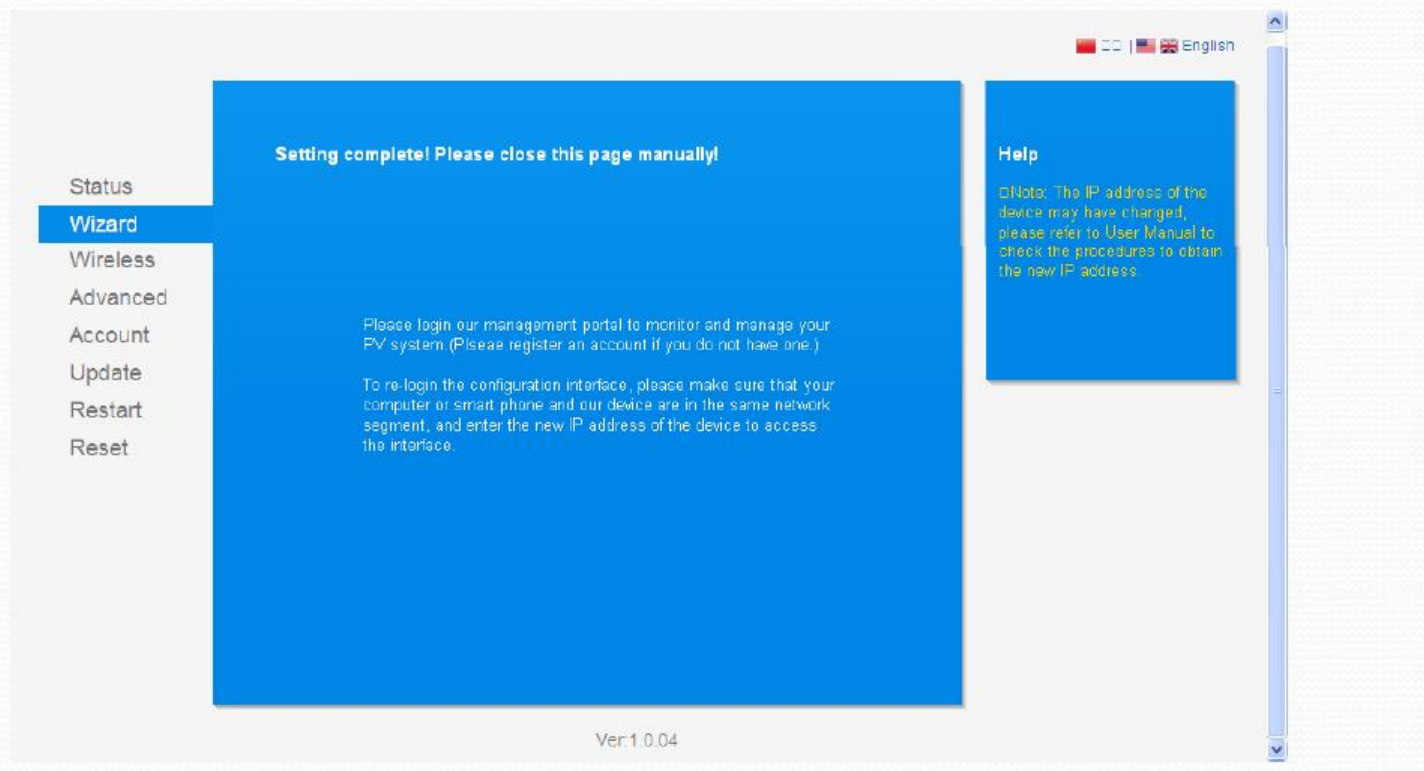 □□ | English
Setting complete! Please close this page manually!
Help
Status
Wizard
Wireless
Advanced
Account
Update
Restart
Reset
□Note: The IP address of the
device may have changed,
please refer to User Manual to
check the procedures to obtain
the new IP address.
Please login our management portal to monitor and manage your
PV system.(Plseae register an account if you do not have one.)
To re-login the configuration interface, please make sure that your
computer or smart phone and our device are in the same network
segment, and enter the new IP address of the device to access
the interface.
Ver:1.0.04